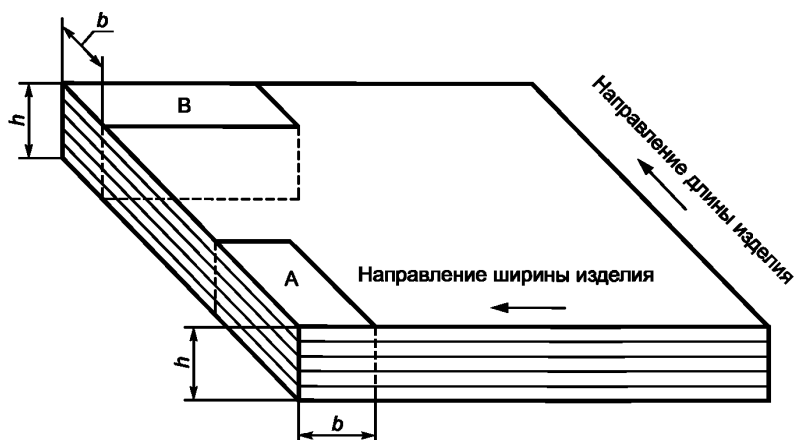 b
h
В
Направление длины изделия
А
Направление ширины изделия
h
b